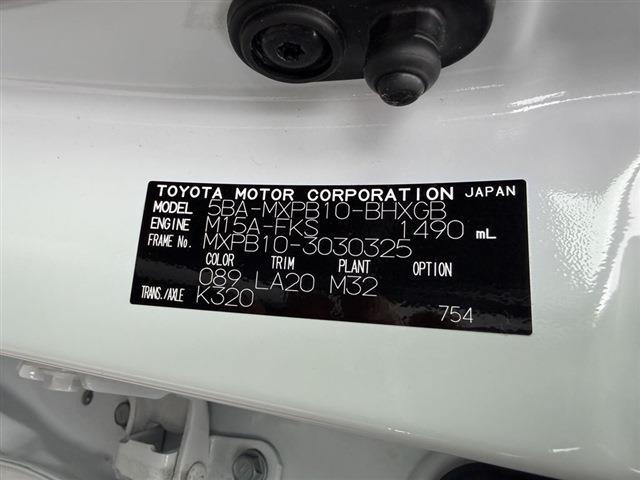 TOYOTA MOTOR CORPORATION JAPAN
MODEL 5BA-MXPB10-BHXGB
ENGINE M15A-FKS 1490 mL
FRAME No. MXPB10-3030325
COLOR TRIM PLANT OPTION
089 LA20 M32
TRANS./AXLE K320
754